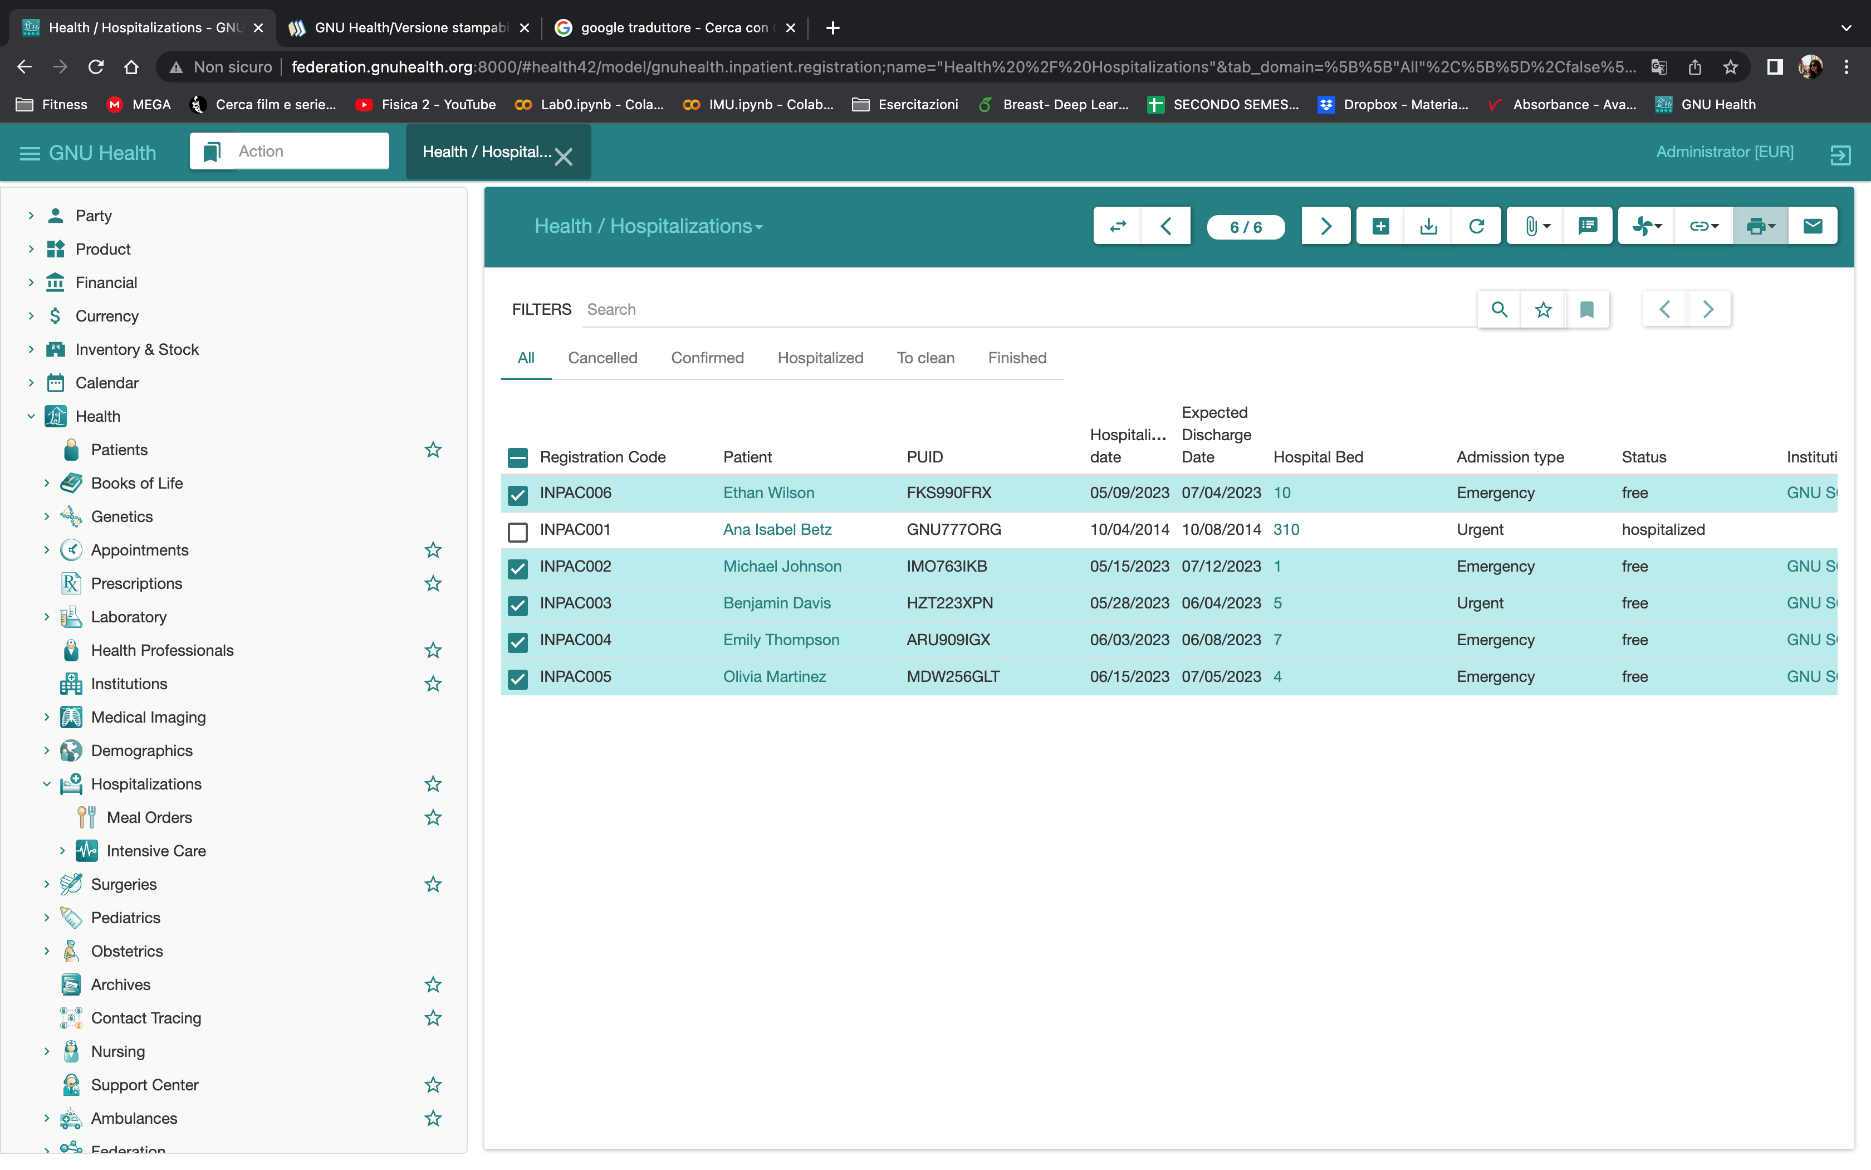 Health / Hospitalizations - GNU
GNU Health/Versione stampabi
google traduttore - Cerca con
Non sicuro
federation.gnuhealth.org:8000/#health42/model/gnuhealth.inpatient.registration;name="Health%20%2F%20Hospitalizations"&tab_domain=%5B%5B"All"%2C%5B%5D%2Cfalse%5...
Fitness
MEGA
Cerca film e serie...
Fisica 2 - YouTube
Lab0.ipynb - Cola...
IMU.ipynb - Colab...
Esercitazioni
Breast- Deep Lear...
SECONDO SEMES...
Dropbox - Materia...
Absorbance - Ava...
GNU Health
GNU Health
Action
Health / Hospital...
Administrator [EUR]
Party
Product
Financial
Currency
Inventory & Stock
Calendar
Health
Patients
Books of Life
Genetics
Appointments
Prescriptions
Laboratory
Health Professionals
Institutions
Medical Imaging
Demographics
Hospitalizations
Meal Orders
Intensive Care
Surgeries
Pediatrics
Obstetrics
Archives
Contact Tracing
Nursing
Support Center
Ambulances
Federation
Health / Hospitalizations
6 / 6
FILTERS Search
All Cancelled Confirmed Hospitalized To clean Finished
Registration Code Patient PUID Hospitali... date Expected Discharge Date Hospital Bed Admission type Status Instituti
INPAC006 Ethan Wilson FKS990FRX 05/09/2023 07/04/2023 10 Emergency free GNU S
INPAC001 Ana Isabel Betz GNU777ORG 10/04/2014 10/08/2014 310 Urgent hospitalized
INPAC002 Michael Johnson IMO763IKB 05/15/2023 07/12/2023 1 Emergency free GNU S
INPAC003 Benjamin Davis HZT223XPN 05/28/2023 06/04/2023 5 Urgent free GNU S
INPAC004 Emily Thompson ARU909IGX 06/03/2023 06/08/2023 7 Emergency free GNU S
INPAC005 Olivia Martinez MDW256GLT 06/15/2023 07/05/2023 4 Emergency free GNU S